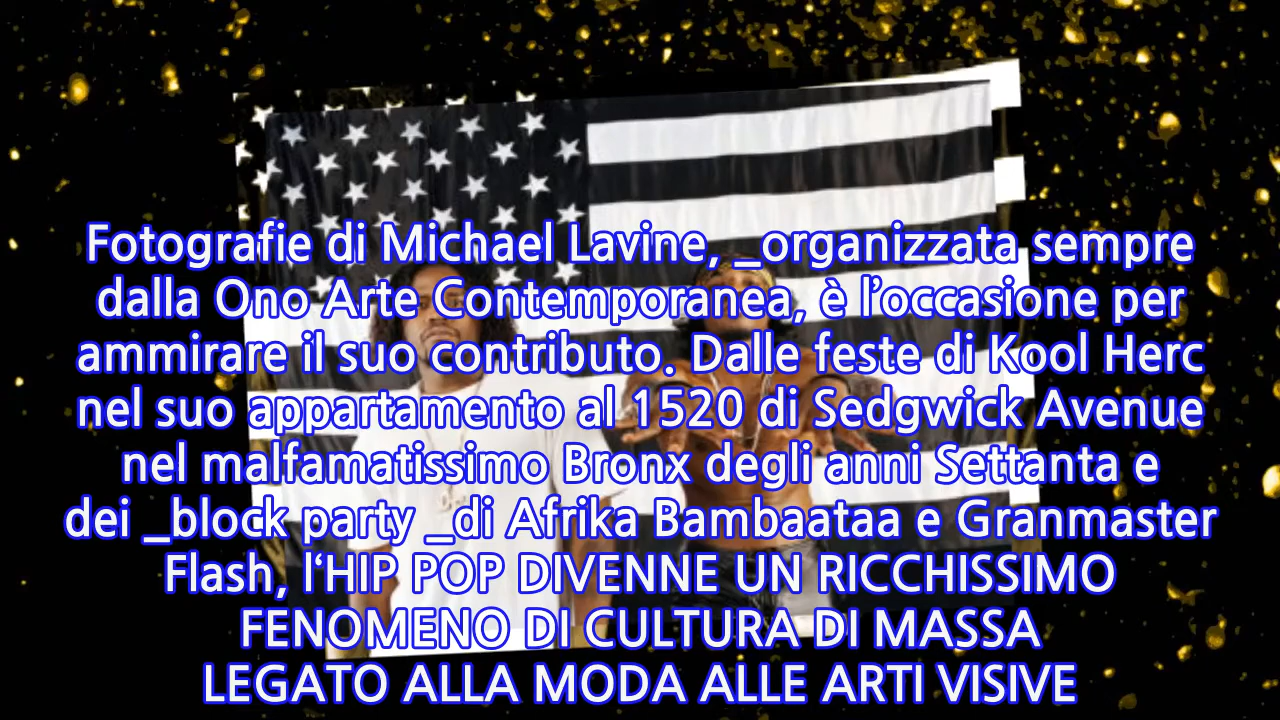 Fotografie di Michael Lavine, _organizzata sempre
dalla Ono Arte Contemporanea, è l’occasione per
ammirare il suo contributo. Dalle feste di Kool Herc
nel suo appartamento al 1520 di Sedgwick Avenue
nel malfamatissimo Bronx degli anni Settanta e
dei _block party _di Afrika Bambaataa e Granmaster
Flash, l‘HIP POP DIVENNE UN RICCHISSIMO
FENOMENO DI CULTURA DI MASSA
LEGATO ALLA MODA ALLE ARTI VISIVE